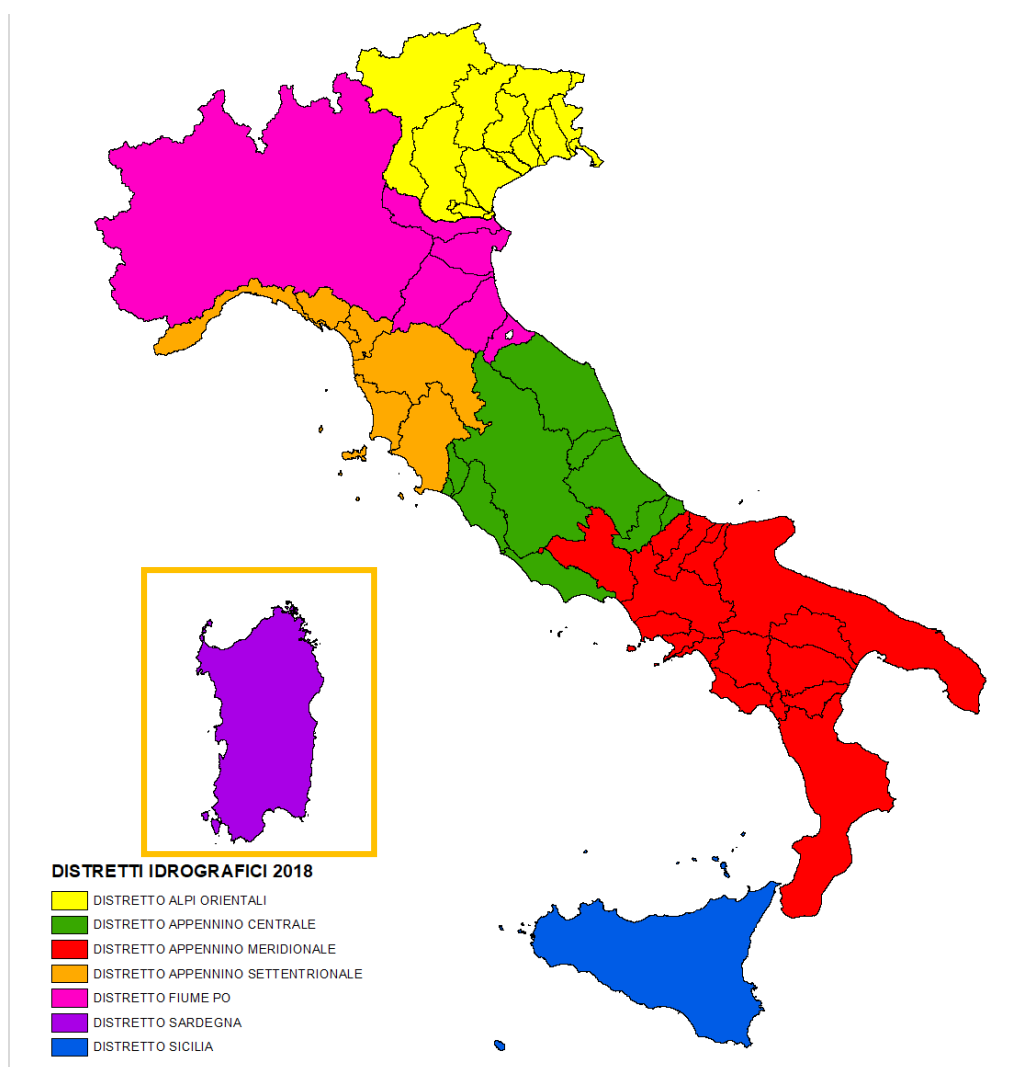 DISTRETTI IDROGRAFICI 2018
DISTRETTO ALPI ORIENTALI
DISTRETTO APPENNINO CENTRALE
DISTRETTO APPENNINO MERIDIONALE
DISTRETTO APPENNINO SETTENTRIONALE
DISTRETTO FIUME PO
DISTRETTO SARDEGNA
DISTRETTO SICILIA